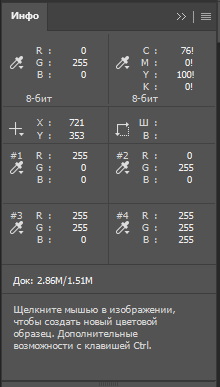 Инфо
R : 0 C : 76!
G : 255 M : 0!
B : 0 Y : 100!
K : 0!
8-бит 8-бит
X : 721 Ш :
Y : 353 В :
#1 R : 255 #2 R : 0
G : 0 G : 255
B : 0 B : 0
#3 R : 255 #4 R : 255
G : 255 G : 255
B : 0 B : 255
Док: 2.86M/1.51M
Щелкните мышью в изображении,
чтобы создать новый цветовой
образец. Дополнительные
возможности с клавишей Ctrl.